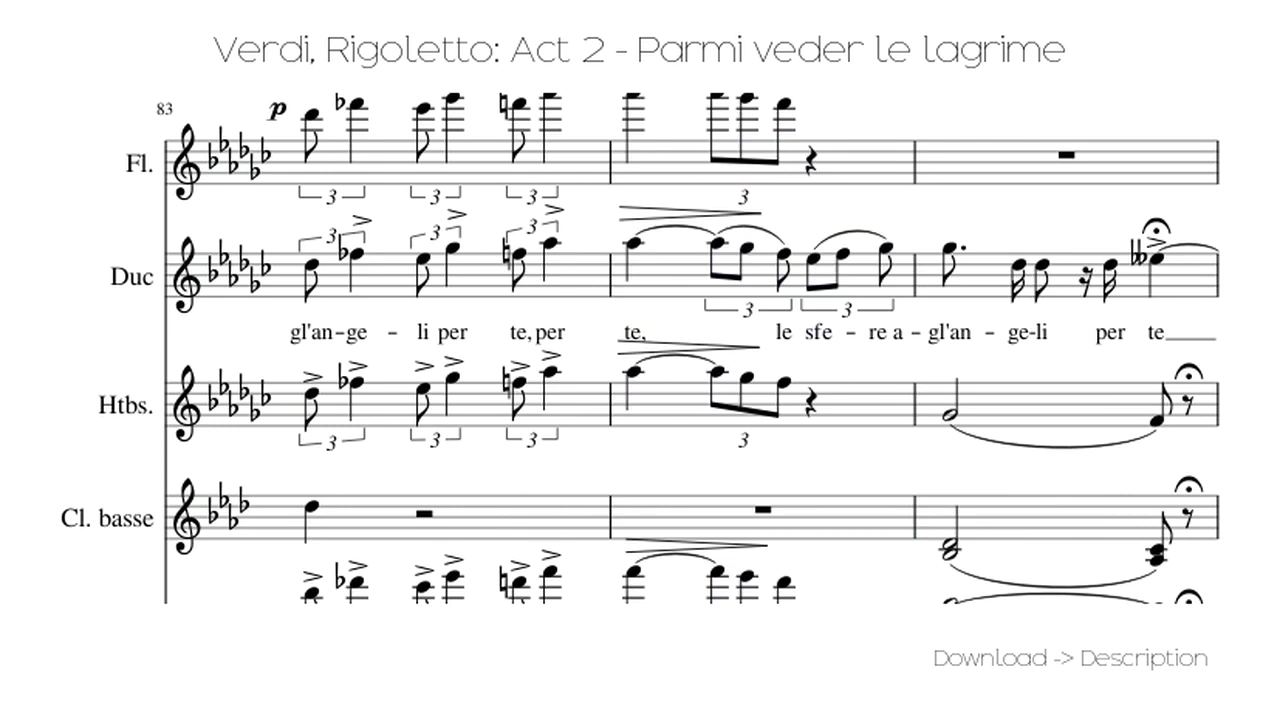 Verdi, Rigoletto: Act 2 - Parmi veder le lagrime
83
p
Fl.
3 3 3 3
3 3 3
Duc
3 3
gl'an-ge - li per te, per te, le sfe - re a - gl'an - ge-li per te
Htbs.
3 3 3 3
Cl. basse
Download -> Description